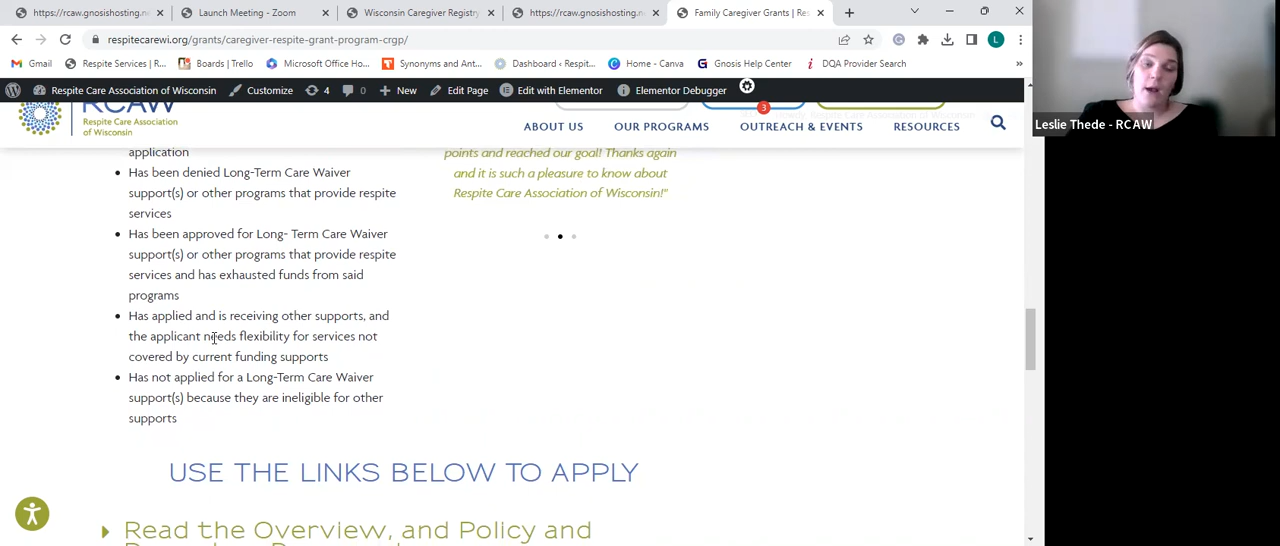 https://rcaw.gnosishosting.ne
Launch Meeting - Zoom
Wisconsin Caregiver Registry
https://rcaw.gnosishosting.ne
Family Caregiver Grants | Res
respitecarewi.org/grants/caregiver-respite-grant-program-crgp/
L
Gmail
Respite Services | R...
Boards | Trello
Microsoft Office Ho...
Synonyms and Ant...
Dashboard ‹ Respit...
Home - Canva
Gnosis Help Center
DQA Provider Search
»
Respite Care Association of Wisconsin
Customize
4
0
New
Edit Page
Edit with Elementor
Elementor Debugger
3
RCAW
Respite Care Association
of Wisconsin
ABOUT US
OUR PROGRAMS
OUTREACH & EVENTS
RESOURCES
application
• Has been denied Long-Term Care Waiver
support(s) or other programs that provide respite
services
• Has been approved for Long- Term Care Waiver
support(s) or other programs that provide respite
services and has exhausted funds from said
programs
• Has applied and is receiving other supports, and
the applicant needs flexibility for services not
covered by current funding supports
• Has not applied for a Long-Term Care Waiver
support(s) because they are ineligible for other
supports
points and reached our goal! Thanks again
and it is such a pleasure to know about
Respite Care Association of Wisconsin!"
USE THE LINKS BELOW TO APPLY
Read the Overview, and Policy and
Leslie Thede - RCAW